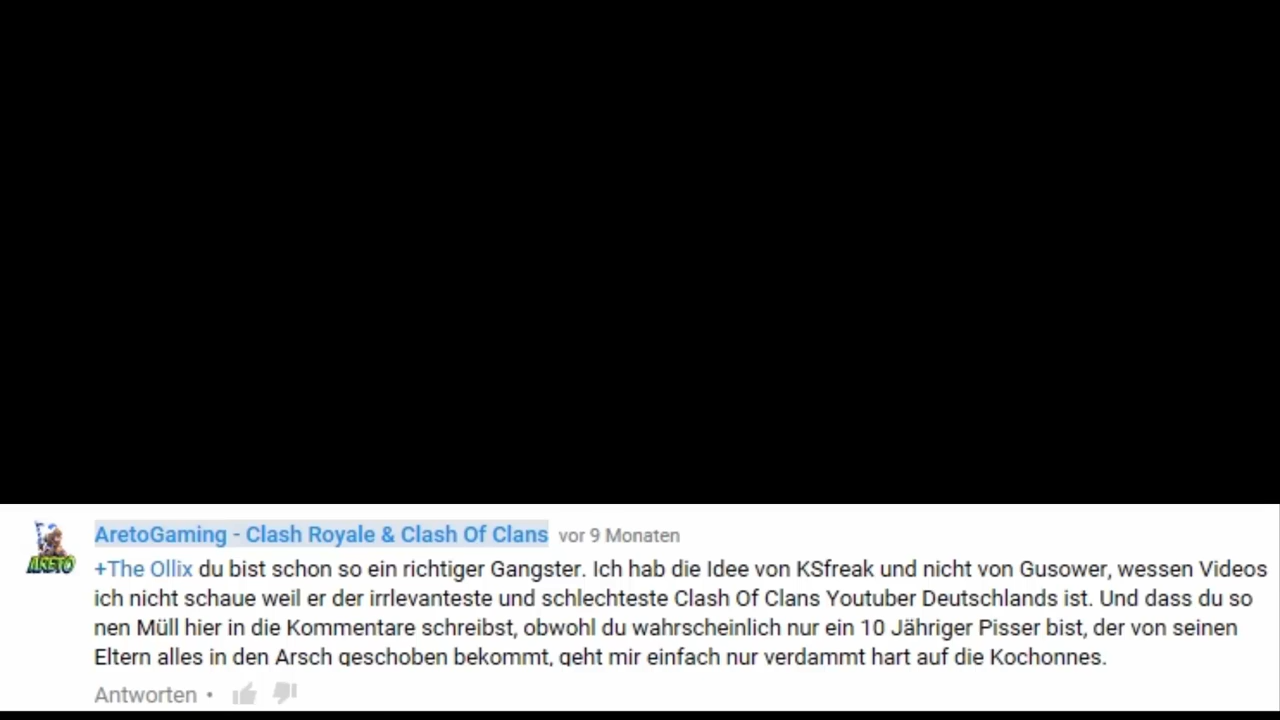 AretoGaming - Clash Royale & Clash Of Clans vor 9 Monaten
+The Ollix du bist schon so ein richtiger Gangster. Ich hab die Idee von KSfreak und nicht von Gusower, wessen Videos
ich nicht schaue weil er der irrlevanteste und schlechteste Clash Of Clans Youtuber Deutschlands ist. Und dass du so
nen Müll hier in die Kommentare schreibst, obwohl du wahrscheinlich nur ein 10 Jähriger Pisser bist, der von seinen
Eltern alles in den Arsch geschoben bekommt, geht mir einfach nur verdammt hart auf die Kochonnes.
Antworten •
ARETO